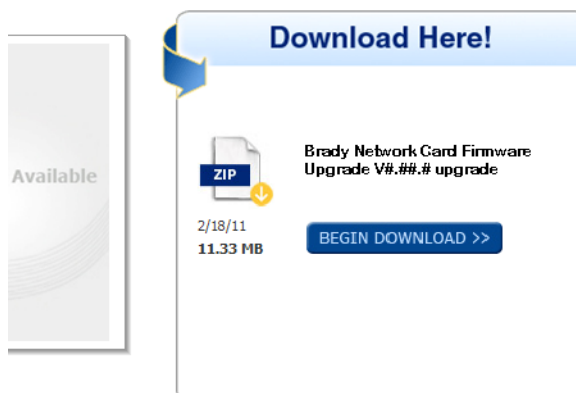 Download Here!
Available
ZIP
Brady Network Card Firmware
Upgrade V#.##.# upgrade
2/18/11
11.33 MB
BEGIN DOWNLOAD >>